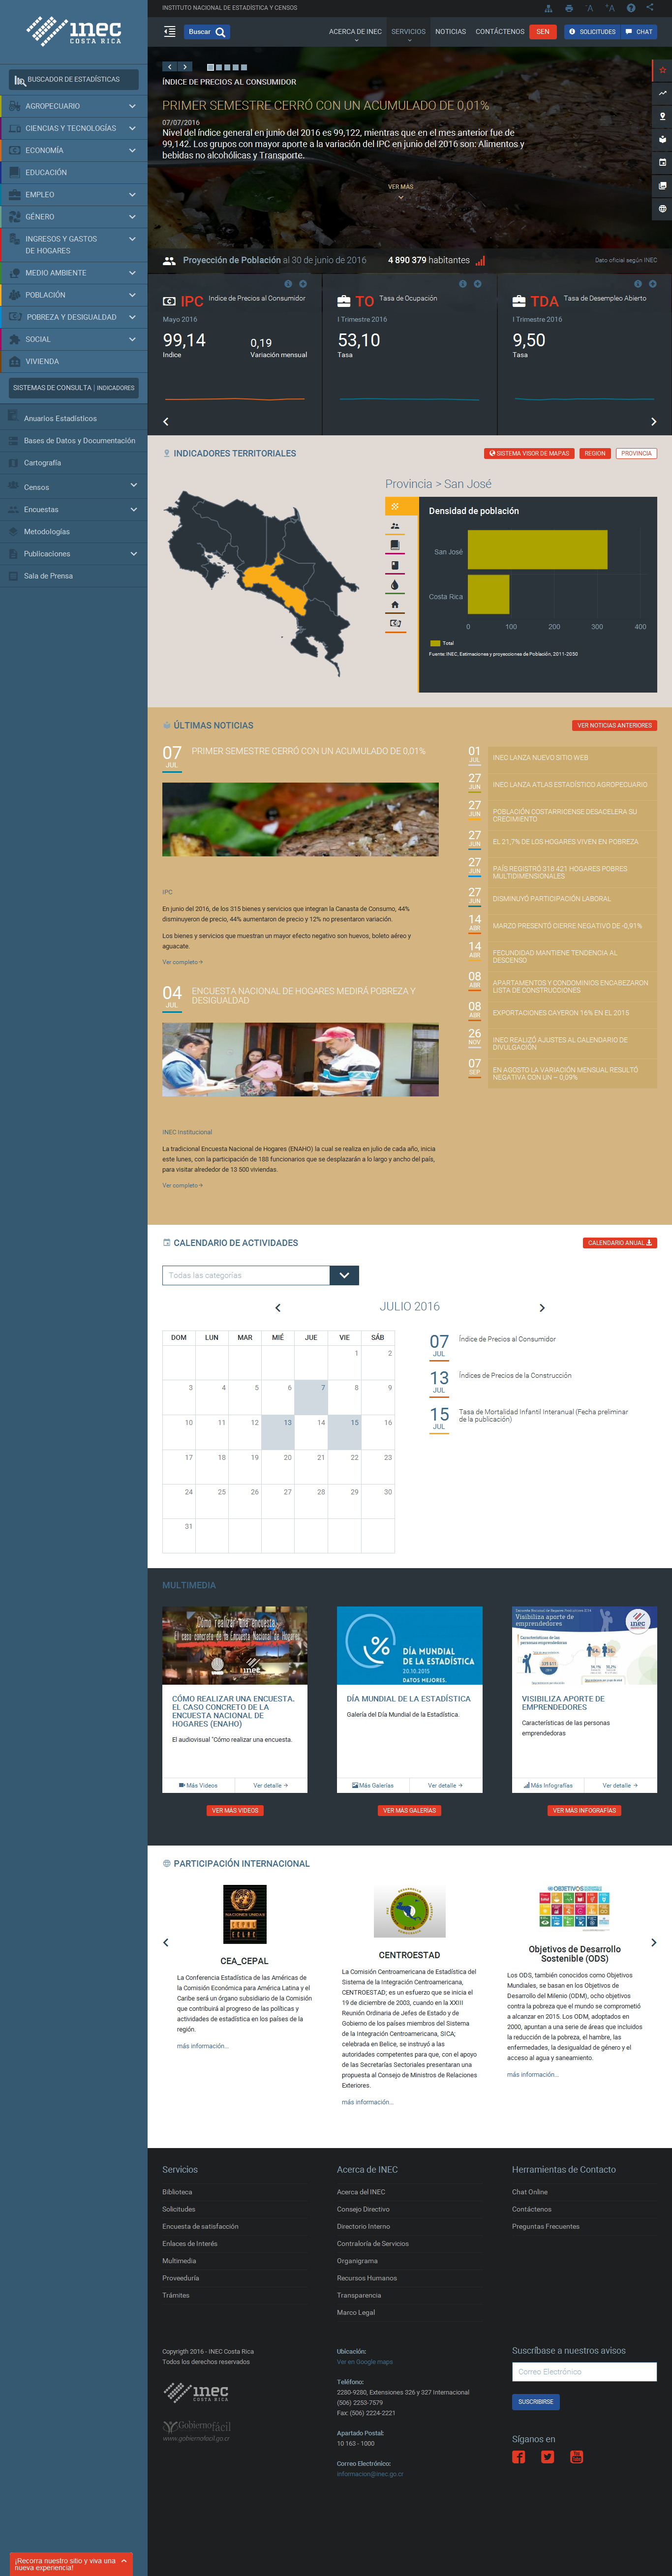 inec
COSTA RICA
BUSCADOR DE ESTADÍSTICAS
AGROPECUARIO
CIENCIAS Y TECNOLOGÍAS
ECONOMÍA
EDUCACIÓN
EMPLEO
GÉNERO
INGRESOS Y GASTOS
DE HOGARES
MEDIO AMBIENTE
POBLACIÓN
POBREZA Y DESIGUALDAD
SOCIAL
VIVIENDA
SISTEMAS DE CONSULTA | INDICADORES
Anuarios Estadísticos
Bases de Datos y Documentación
Cartografía
Censos
Encuestas
Metodologías
Publicaciones
Sala de Prensa
¡Recorra nuestro sitio y viva una
nueva experiencia!
INSTITUTO NACIONAL DE ESTADÍSTICA Y CENSOS
-A
+A
Buscar
ACERCA DE INEC
SERVICIOS
NOTICIAS
CONTÁCTENOS
SEN
SOLICITUDES
CHAT
ÍNDICE DE PRECIOS AL CONSUMIDOR
PRIMER SEMESTRE CERRÓ CON UN ACUMULADO DE 0,01%
07/07/2016
Nivel del índice general en junio del 2016 es 99,122, mientras que en el mes anterior fue de
99,142. Los grupos con mayor aporte a la variación del IPC en junio del 2016 son: Alimentos y
bebidas no alcohólicas y Transporte.
VER MÁS
Proyección de Población al 30 de junio de 2016
4 890 379 habitantes
Dato oficial según INEC
IPC Indice de Precios al Consumidor
Mayo 2016
99,14
Indice
0,19
Variación mensual
TO Tasa de Ocupación
I Trimestre 2016
53,10
Tasa
TDA Tasa de Desempleo Abierto
I Trimestre 2016
9,50
Tasa
INDICADORES TERRITORIALES
SISTEMA VISOR DE MAPAS
REGION
PROVINCIA
Provincia > San José
Densidad de población
San José
Costa Rica
0
100
200
300
400
Total
Fuente: INEC, Estimaciones y proyecciones de Población, 2011-2050
ÚLTIMAS NOTICIAS
VER NOTICIAS ANTERIORES
07
JUL
PRIMER SEMESTRE CERRÓ CON UN ACUMULADO DE 0,01%
IPC
En junio del 2016, de los 315 bienes y servicios que integran la Canasta de Consumo, 44%
disminuyeron de precio, 44% aumentaron de precio y 12% no presentaron variación.
Los bienes y servicios que muestran un mayor efecto negativo son huevos, boleto aéreo y
aguacate.
Ver completo
04
JUL
ENCUESTA NACIONAL DE HOGARES MEDIRÁ POBREZA Y
DESIGUALDAD
INEC Institucional
La tradicional Encuesta Nacional de Hogares (ENAHO) la cual se realiza en julio de cada año, inicia
este lunes, con la participación de 188 funcionarios que se desplazarán a lo largo y ancho del país,
para visitar alrededor de 13 500 viviendas.
Ver completo
01
JUL
INEC LANZA NUEVO SITIO WEB
27
JUN
INEC LANZA ATLAS ESTADÍSTICO AGROPECUARIO
27
JUN
POBLACIÓN COSTARRICENSE DESACELERA SU
CRECIMIENTO
27
JUN
EL 21,7% DE LOS HOGARES VIVEN EN POBREZA
27
JUN
PAÍS REGISTRÓ 318 421 HOGARES POBRES
MULTIDIMENSIONALES
27
JUN
DISMINUYÓ PARTICIPACIÓN LABORAL
14
ABR
MARZO PRESENTÓ CIERRE NEGATIVO DE -0,91%
14
ABR
FECUNDIDAD MANTIENE TENDENCIA AL
DESCENSO
08
ABR
APARTAMENTOS Y CONDOMINIOS ENCABEZARON
LISTA DE CONSTRUCCIONES
08
ABR
EXPORTACIONES CAYERON 16% EN EL 2015
26
NOV
INEC REALIZÓ AJUSTES AL CALENDARIO DE
DIVULGACIÓN
07
SEP
EN AGOSTO LA VARIACIÓN MENSUAL RESULTÓ
NEGATIVA CON UN – 0,09%
CALENDARIO DE ACTIVIDADES
CALENDARIO ANUAL
Todas las categorías
JULIO 2016
DOM LUN MAR MIÉ JUE VIE SÁB
1 2
3 4 5 6 7 8 9
10 11 12 13 14 15 16
17 18 19 20 21 22 23
24 25 26 27 28 29 30
31
07
JUL
Índice de Precios al Consumidor
13
JUL
Índices de Precios de la Construcción
15
JUL
Tasa de Mortalidad Infantil Interanual (Fecha preliminar
de la publicación)
MULTIMEDIA
Cómo realizar una encuesta
El caso concreto de la Encuesta Nacional de Hogares
inec
CÓMO REALIZAR UNA ENCUESTA.
EL CASO CONCRETO DE LA
ENCUESTA NACIONAL DE
HOGARES (ENAHO)
El audiovisual "Cómo realizar una encuesta.
Más Videos
Ver detalle
VER MÁS VIDEOS
DÍA MUNDIAL
DE LA ESTADÍSTICA
20.10.2015
DATOS MEJORES.
DÍA MUNDIAL DE LA ESTADÍSTICA
Galería del Día Mundial de la Estadística.
Más Galerías
Ver detalle
VER MÁS GALERÍAS
Visibiliza aporte de
emprendedores
inec
VISIBILIZA APORTE DE
EMPRENDEDORES
Características de las personas
emprendedoras
Más Infografías
Ver detalle
VER MÁS INFOGRAFÍAS
PARTICIPACIÓN INTERNACIONAL
NACIONES UNIDAS
CEPAL
ECLAC
CEA_CEPAL
La Conferencia Estadística de las Américas de
la Comisión Económica para América Latina y el
Caribe será un órgano subsidiario de la Comisión
que contribuirá al progreso de las políticas y
actividades de estadística en los países de la
región.
más información...
CENTROESTAD
La Comisión Centroamericana de Estadística del
Sistema de la Integración Centroamericana,
CENTROESTAD; es un esfuerzo que se inicia el
19 de diciembre de 2003, cuando en la XXIII
Reunión Ordinaria de Jefes de Estado y de
Gobierno de los países miembros del Sistema
de la Integración Centroamericana, SICA;
celebrada en Belice, se instruyó a las
autoridades competentes para que, con el apoyo
de las Secretarías Sectoriales presentaran una
propuesta al Consejo de Ministros de Relaciones
Exteriores.
más información...
OBJETIVOS
Objetivos de Desarrollo
Sostenible (ODS)
Los ODS, también conocidos como Objetivos
Mundiales, se basan en los Objetivos de
Desarrollo del Milenio (ODM), ocho objetivos
contra la pobreza que el mundo se comprometió
a alcanzar en 2015. Los ODM, adoptados en
2000, apuntan a una serie de áreas que incluidos
la reducción de la pobreza, el hambre, las
enfermedades, la desigualdad de género y el
acceso al agua y saneamiento.
más información...
Servicios
Biblioteca
Solicitudes
Encuesta de satisfacción
Enlaces de Interés
Multimedia
Proveeduría
Trámites
Acerca de INEC
Acerca del INEC
Consejo Directivo
Directorio Interno
Contraloría de Servicios
Organigrama
Recursos Humanos
Transparencia
Marco Legal
Herramientas de Contacto
Chat Online
Contáctenos
Preguntas Frecuentes
Copyrigth 2016 - INEC Costa Rica
Todos los derechos reservados
inec
COSTA RICA
Gobiernofácil
www.gobiernofacil.go.cr
Ubicación:
Ver en Google maps
Teléfono:
2280-9280, Extensiones 326 y 327 Internacional
(506) 2253-7579
Fax: (506) 2224-2221
Apartado Postal:
10 163 - 1000
Correo Electrónico:
informacion@inec.go.cr
Suscríbase a nuestros avisos
Correo Electrónico
SUSCRIBIRSE
Síganos en